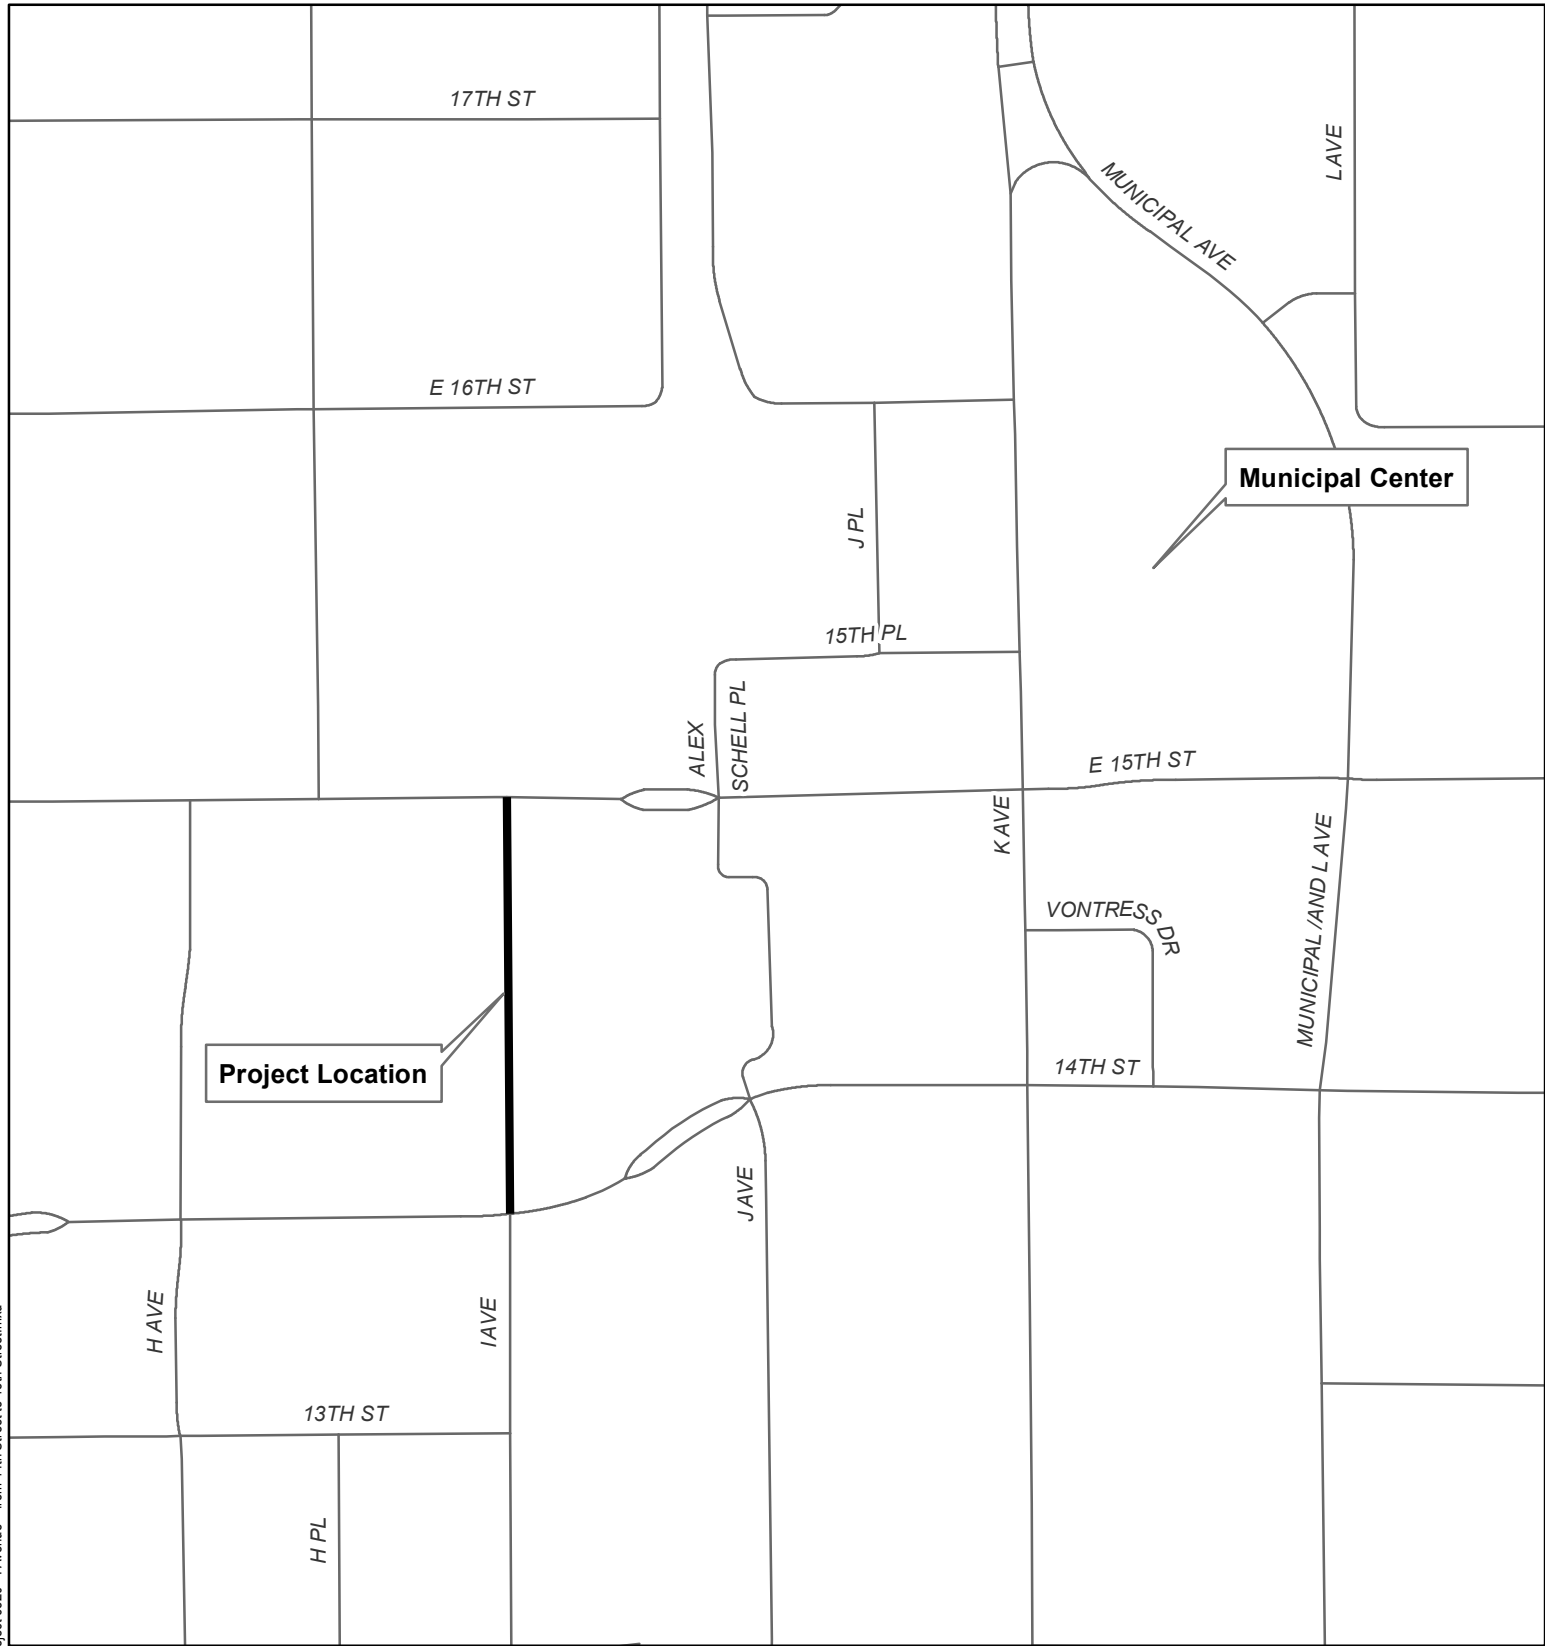 17TH ST
L AVE
MUNICIPAL AVE
E 16TH ST
Municipal Center
J PL
15TH PL
ALEX
SCHELL PL
E 15TH ST
K AVE
MUNICIPAL /AND L AVE
VONTRESS DR
Project Location
14TH ST
J AVE
H AVE
I AVE
13TH ST
H PL